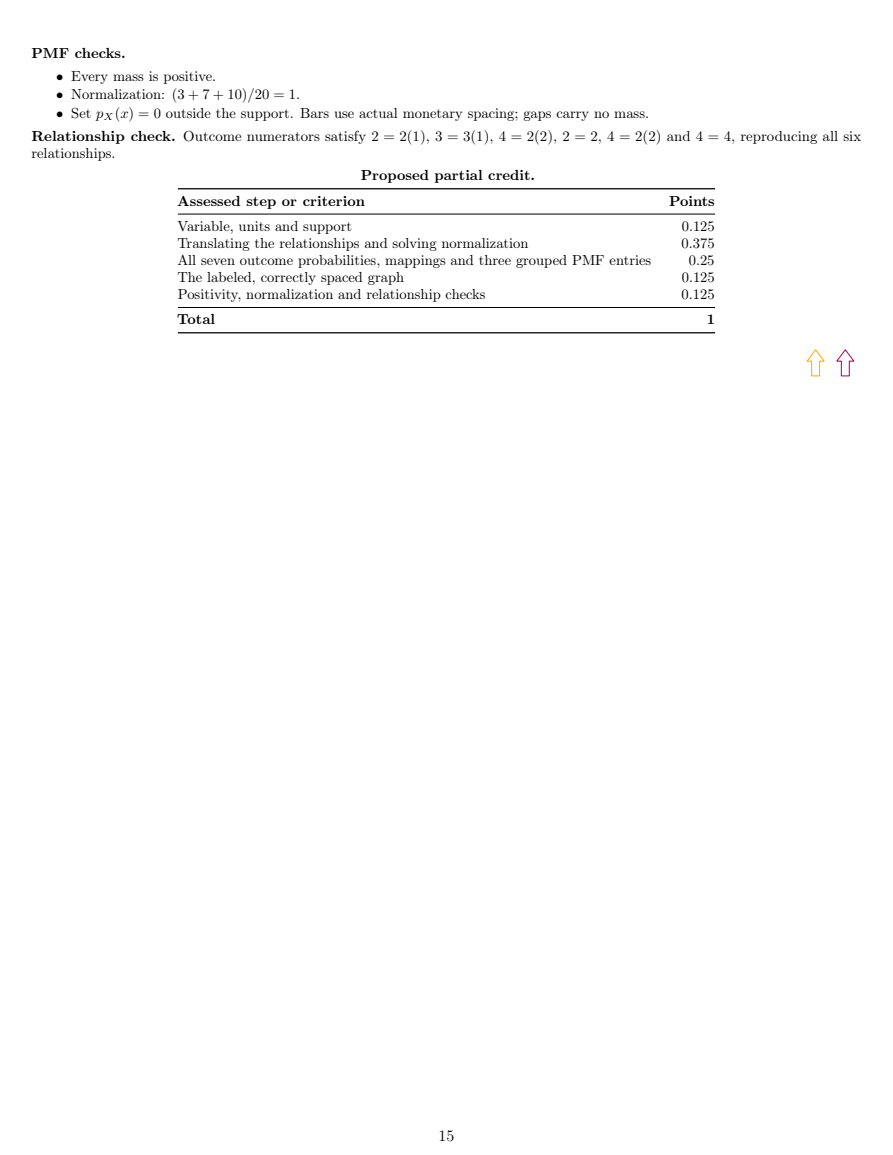 PMF checks.
• Every mass is positive.
• Normalization: (3 + 7 + 10)/20 = 1.
• Set p_X(x) = 0 outside the support. Bars use actual monetary spacing; gaps carry no mass.
Relationship check. Outcome numerators satisfy 2 = 2(1), 3 = 3(1), 4 = 2(2), 2 = 2, 4 = 2(2) and 4 = 4, reproducing all six
relationships.
Proposed partial credit.
Assessed step or criterion Points
Variable, units and support 0.125
Translating the relationships and solving normalization 0.375
All seven outcome probabilities, mappings and three grouped PMF entries 0.25
The labeled, correctly spaced graph 0.125
Positivity, normalization and relationship checks 0.125
Total 1
15